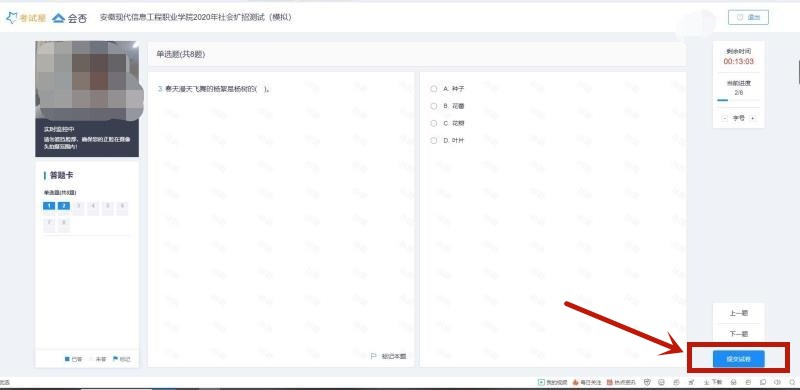 考试星 会否 安徽现代信息工程职业学院2020年社会扩招测试（模拟）
退出
实时监控中
请勿遮挡脸部，确保您的正脸在摄像
头拍摄范围内！
答题卡
单选题(共8题)
1 2 3 4 5 6
7 8
已答 未答 标记
单选题(共8题)
3. 春天漫天飞舞的杨絮是杨树的( )。
标记本题
A. 种子
B. 花蕾
C. 花瓣
D. 叶片
剩余时间
00:13:03
当前进度
2/8
- 字号 +
上一题
下一题
提交试卷
我的视频 每日关注 热点资讯 下载